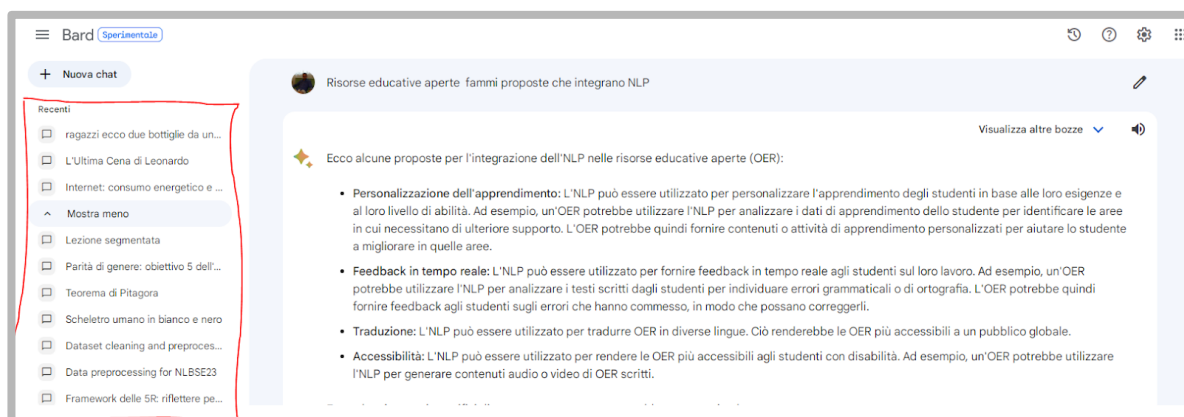 Bard Sperimentale
+ Nuova chat
Recenti
ragazzi ecco due bottiglie da un...
L'Ultima Cena di Leonardo
Internet: consumo energetico e ...
Mostra meno
Lezione segmentata
Parità di genere: obiettivo 5 dell'...
Teorema di Pitagora
Scheletro umano in bianco e nero
Dataset cleaning and preproces...
Data preprocessing for NLBSE23
Framework delle 5R: riflettere pe...
Risorse educative aperte fammi proposte che integrano NLP
Visualizza altre bozze
Ecco alcune proposte per l'integrazione dell'NLP nelle risorse educative aperte (OER):
• Personalizzazione dell'apprendimento: L'NLP può essere utilizzato per personalizzare l'apprendimento degli studenti in base alle loro esigenze e
al loro livello di abilità. Ad esempio, un'OER potrebbe utilizzare l'NLP per analizzare i dati di apprendimento dello studente per identificare le aree
in cui necessitano di ulteriore supporto. L'OER potrebbe quindi fornire contenuti o attività di apprendimento personalizzati per aiutare lo studente
a migliorare in quelle aree.
• Feedback in tempo reale: L'NLP può essere utilizzato per fornire feedback in tempo reale agli studenti sul loro lavoro. Ad esempio, un'OER
potrebbe utilizzare l'NLP per analizzare i testi scritti dagli studenti per individuare errori grammaticali o di ortografia. L'OER potrebbe quindi
fornire feedback agli studenti sugli errori che hanno commesso, in modo che possano correggerli.
• Traduzione: L'NLP può essere utilizzato per tradurre OER in diverse lingue. Ciò renderebbe le OER più accessibili a un pubblico globale.
• Accessibilità: L'NLP può essere utilizzato per rendere le OER più accessibili agli studenti con disabilità. Ad esempio, un'OER potrebbe utilizzare
l'NLP per generare contenuti audio o video di OER scritti.